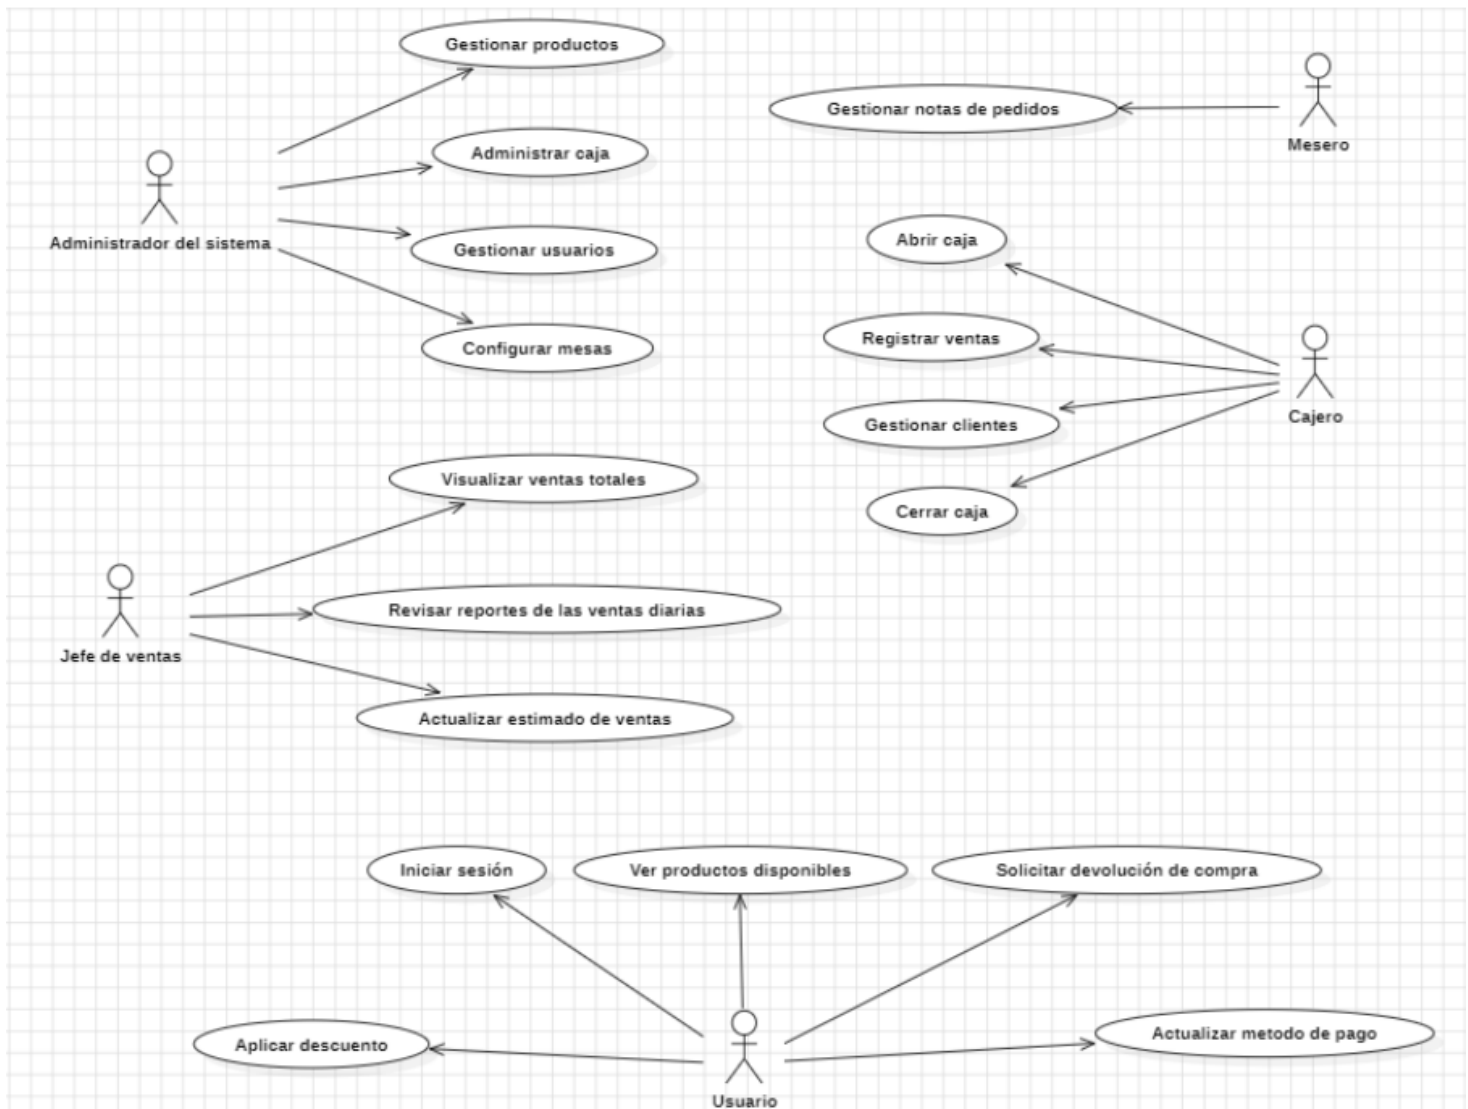 Gestionar productos
Gestionar notas de pedidos
Mesero
Administrar caja
Administrador del sistema
Gestionar usuarios
Abrir caja
Configurar mesas
Registrar ventas
Gestionar clientes
Cajero
Visualizar ventas totales
Cerrar caja
Revisar reportes de las ventas diarias
Jefe de ventas
Actualizar estimado de ventas
Iniciar sesión
Ver productos disponibles
Solicitar devolución de compra
Aplicar descuento
Actualizar metodo de pago
Usuario